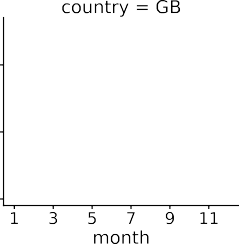 country = GB
1 3 5 7 9 11
month